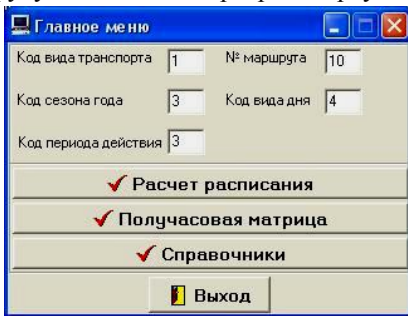 Главное меню
Код вида транспорта 1 № маршрута 10
Код сезона года 3 Код вида дня 4
Код периода действия 3
Расчет расписания
Получасовая матрица
Справочники
Выход